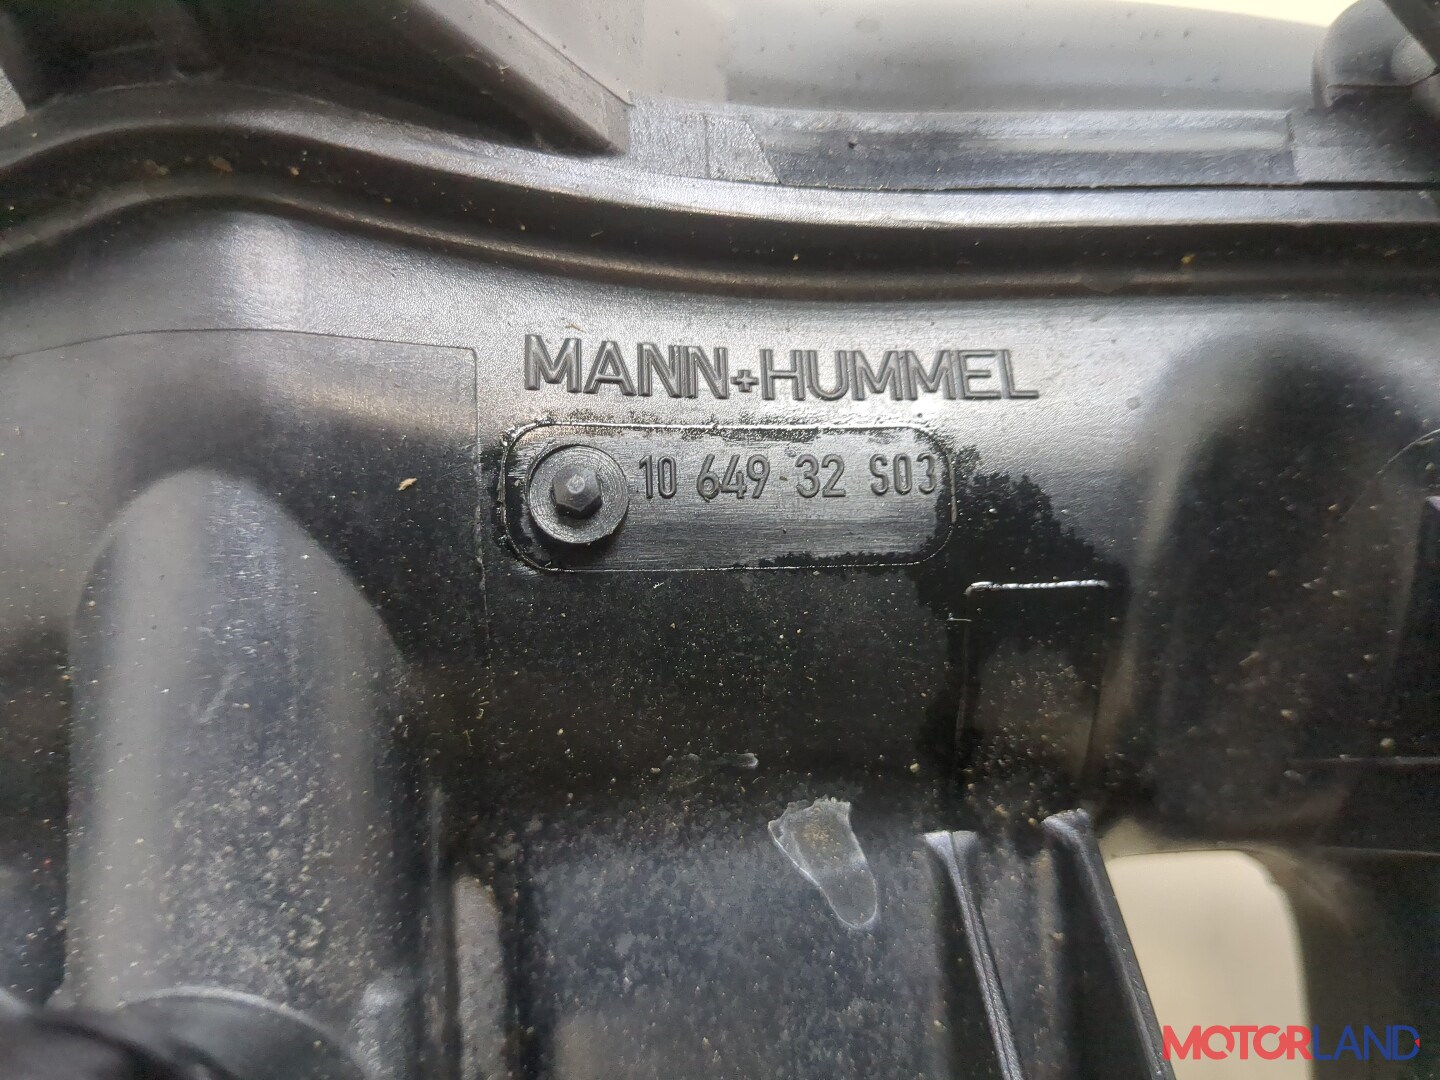 MANN+HUMMEL
10 649 32 S03
MOTORLAND